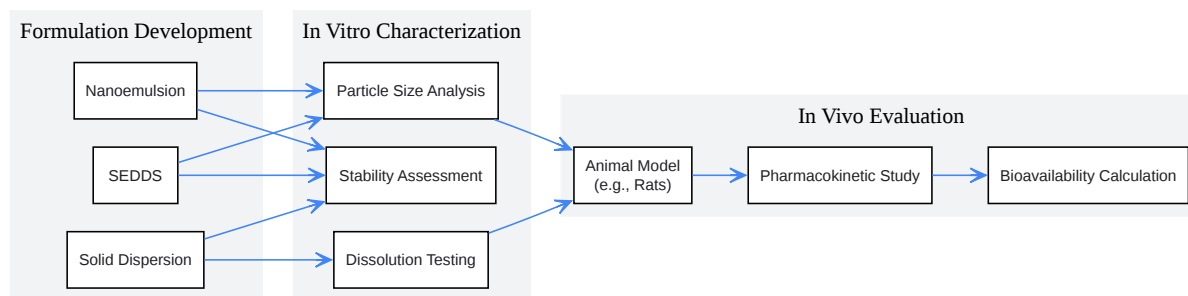 Formulation Development
Nanoemulsion
SEDDS
Solid Dispersion
In Vitro Characterization
Particle Size Analysis
Stability Assessment
Dissolution Testing
In Vivo Evaluation
Animal Model
(e.g., Rats)
Pharmacokinetic Study
Bioavailability Calculation